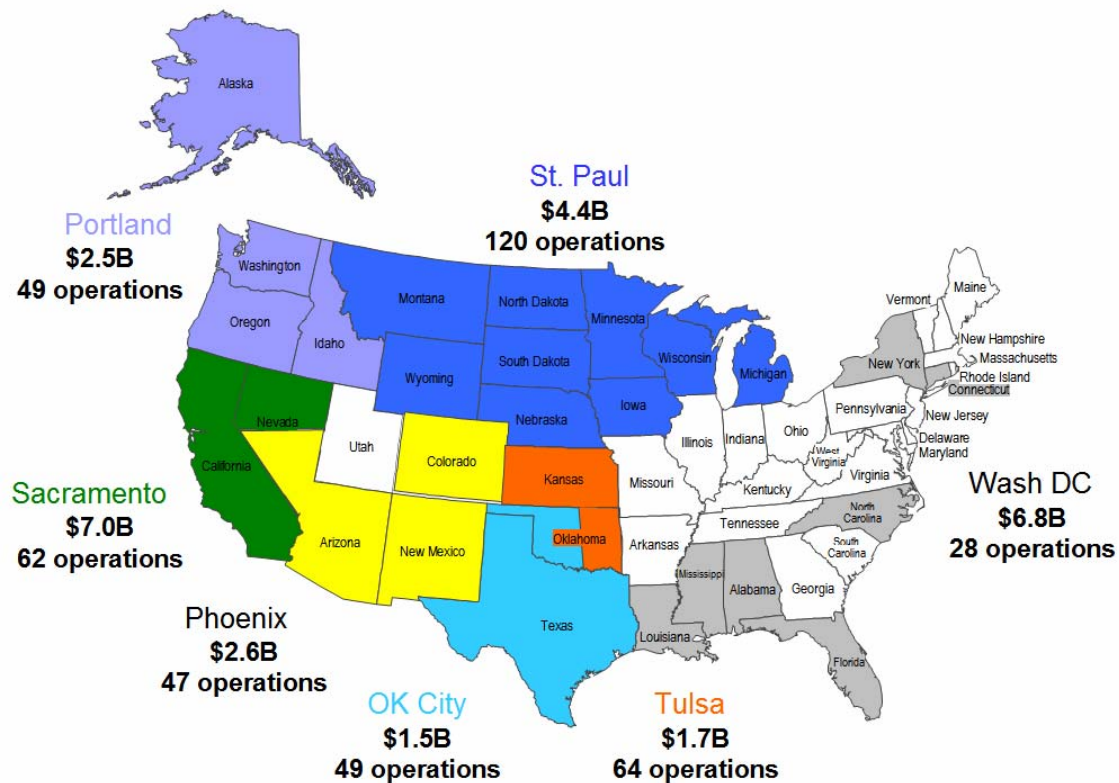 Alaska
St. Paul
$4.4B
120 operations
Portland
$2.5B
49 operations
Washington
Oregon
Idaho
Montana
North Dakota
Minnesota
South Dakota
Wyoming
Wisconsin
Michigan
Nebraska
Iowa
Maine
Vermont
New Hampshire
Massachusetts
New York
Rhode Island
Connecticut
Pennsylvania
New Jersey
Delaware
Maryland
Ohio
Indiana
Illinois
West
Virginia
Virginia
Kentucky
Missouri
Nevada
Utah
Colorado
Kansas
California
Sacramento
$7.0B
62 operations
Wash DC
$6.8B
28 operations
North
Carolina
Tennessee
South
Carolina
Arkansas
Oklahoma
Arizona
New Mexico
Mississippi
Alabama
Georgia
Texas
Louisiana
Florida
Phoenix
$2.6B
47 operations
OK City
$1.5B
49 operations
Tulsa
$1.7B
64 operations